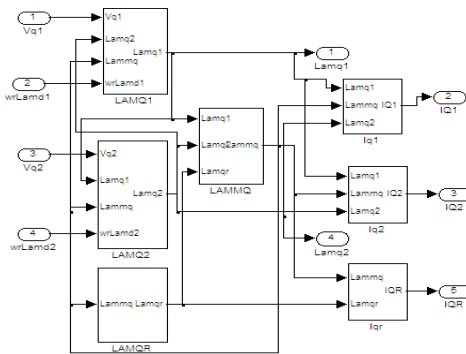 1
Vq1
Vq1
Lamq2
Lammq
wrLamd1
Lamq1
LAMQ1
2
wrLamd1
3
Vq2
Vq2
Lamq1
Lammq
wrLamd2
Lamq2
LAMQ2
4
wrLamd2
Lammq
Lamqr
LAMQR
Lamq1
Lamq2
Lamqr
Lammq
LAMMQ
1
Lamq1
Lamq1
Lammq
Lamq2
IQ1
Iq1
2
IQ1
Lamq1
Lammq
Lamq2
IQ2
Iq2
3
IQ2
4
Lamq2
Lammq
Lamqr
IQR
Iqr
5
IQR